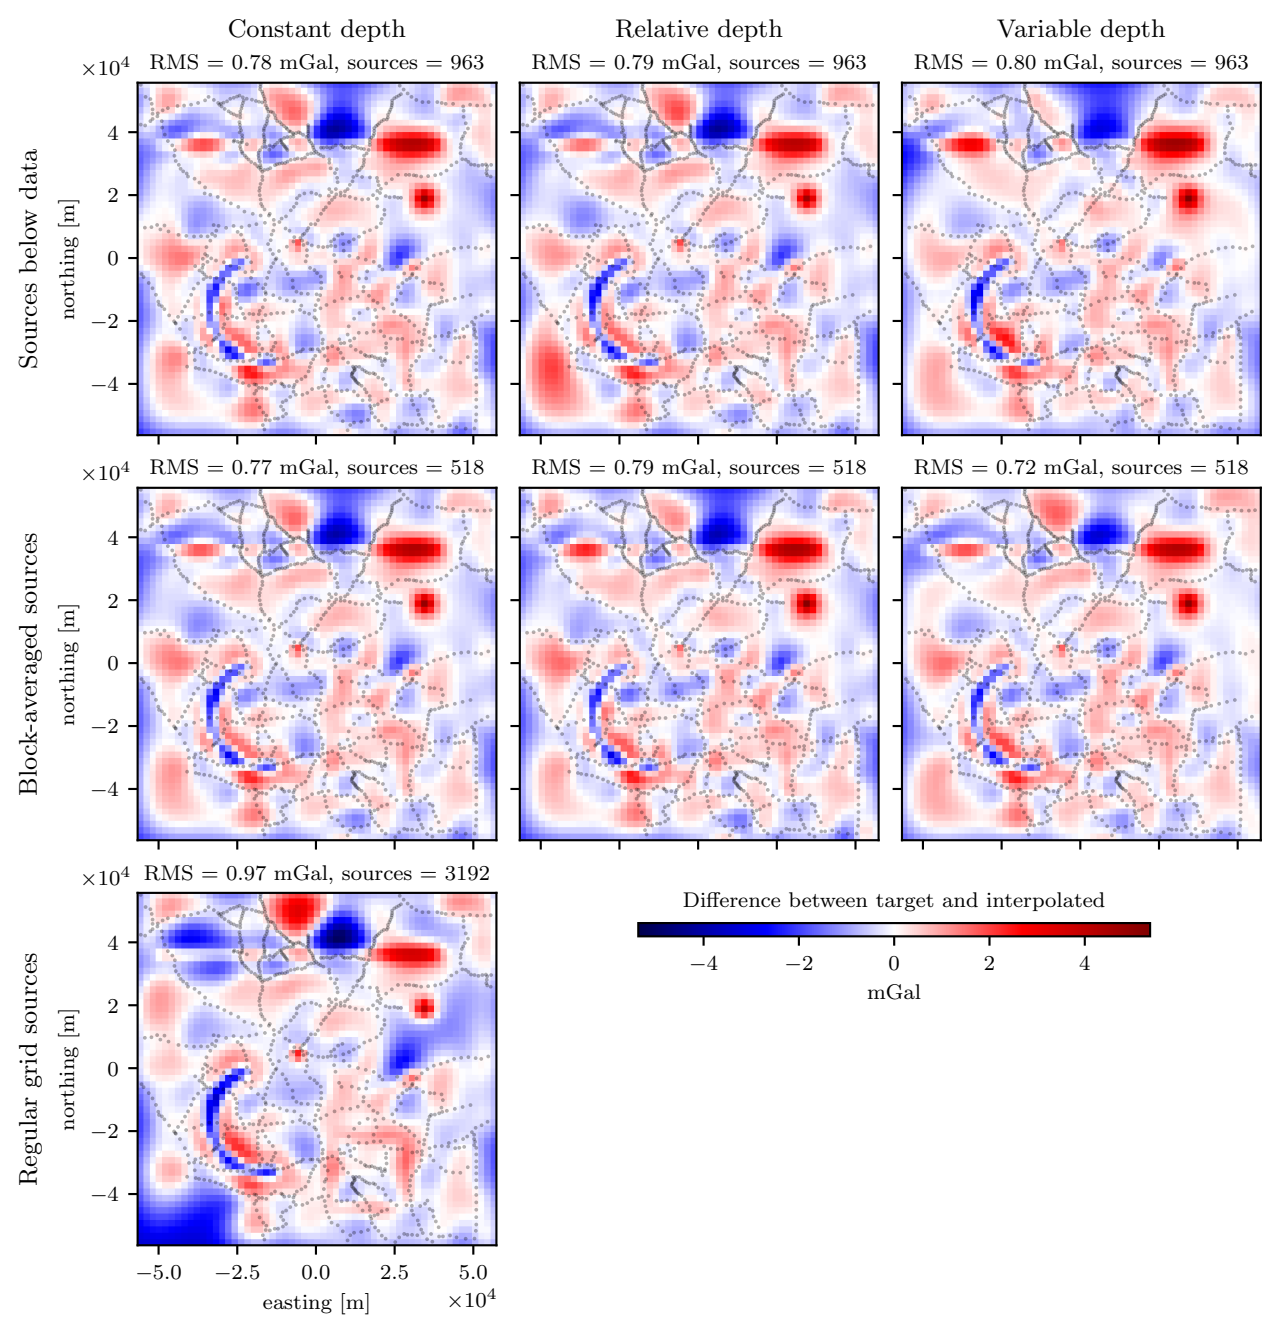 Constant depth Relative depth Variable depth
×10⁴ RMS = 0.78 mGal, sources = 963 RMS = 0.79 mGal, sources = 963 RMS = 0.80 mGal, sources = 963
Sources below data
northing [m]
4
2
0
−2
−4
×10⁴ RMS = 0.77 mGal, sources = 518 RMS = 0.79 mGal, sources = 518 RMS = 0.72 mGal, sources = 518
Block-averaged sources
northing [m]
4
2
0
−2
−4
×10⁴ RMS = 0.97 mGal, sources = 3192
Regular grid sources
northing [m]
4
2
0
−2
−4
−5.0 −2.5 0.0 2.5 5.0
easting [m] ×10⁴
Difference between target and interpolated
−4 −2 0 2 4
mGal